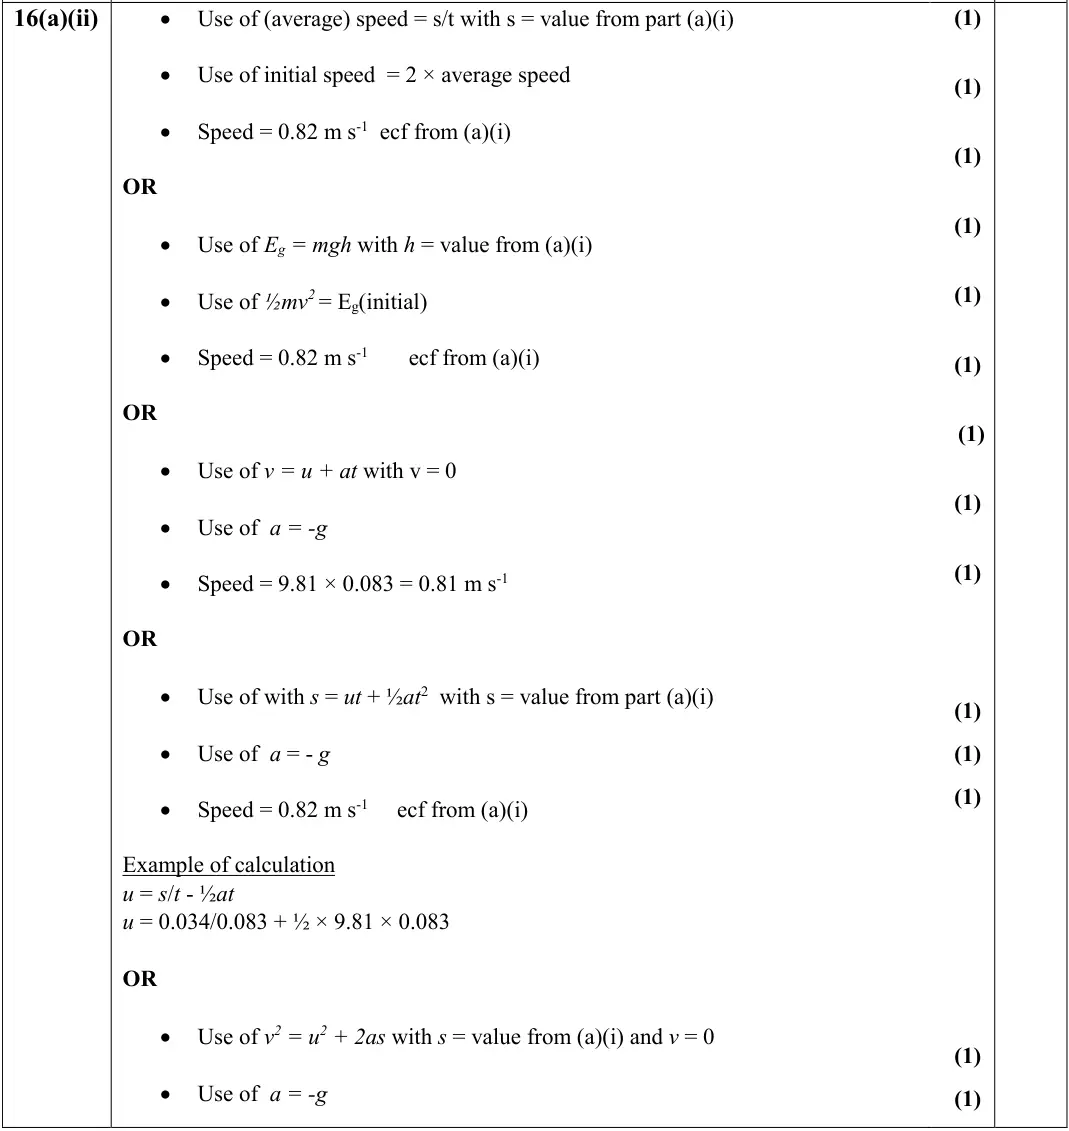 16(a)(ii)
• Use of (average) speed = s/t with s = value from part (a)(i) (1)
• Use of initial speed = 2 × average speed (1)
• Speed = 0.82 m s-1 ecf from (a)(i) (1)
OR
• Use of Eg = mgh with h = value from (a)(i) (1)
• Use of ½mv2 = Eg(initial) (1)
• Speed = 0.82 m s-1 ecf from (a)(i) (1)
OR
(1)
• Use of v = u + at with v = 0
(1)
• Use of a = -g
(1)
• Speed = 9.81 × 0.083 = 0.81 m s-1
OR
• Use of with s = ut + ½at2 with s = value from part (a)(i) (1)
• Use of a = - g (1)
• Speed = 0.82 m s-1 ecf from (a)(i) (1)
Example of calculation
u = s/t - ½at
u = 0.034/0.083 + ½ × 9.81 × 0.083
OR
• Use of v2 = u2 + 2as with s = value from (a)(i) and v = 0 (1)
• Use of a = -g (1)